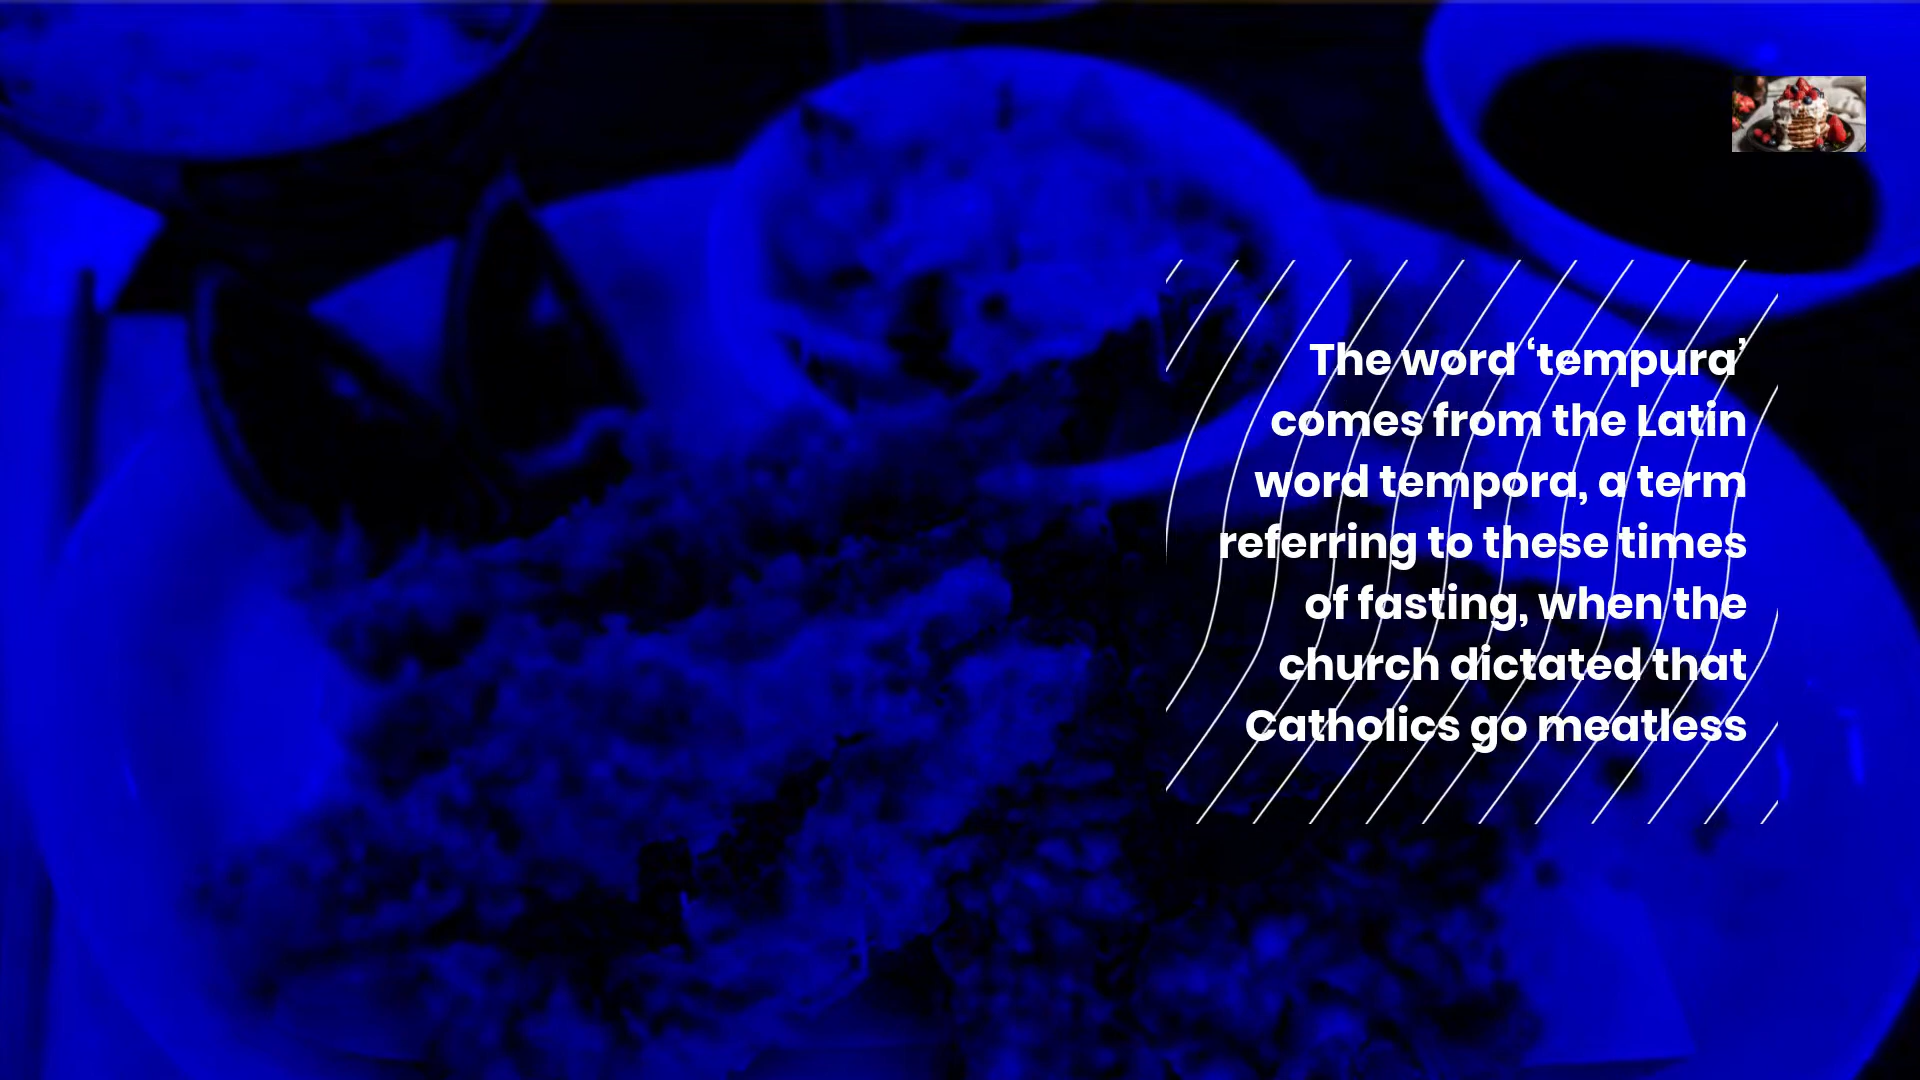 The word ‘tempura’
comes from the Latin
word tempora, a term
referring to these times
of fasting, when the
church dictated that
Catholics go meatless